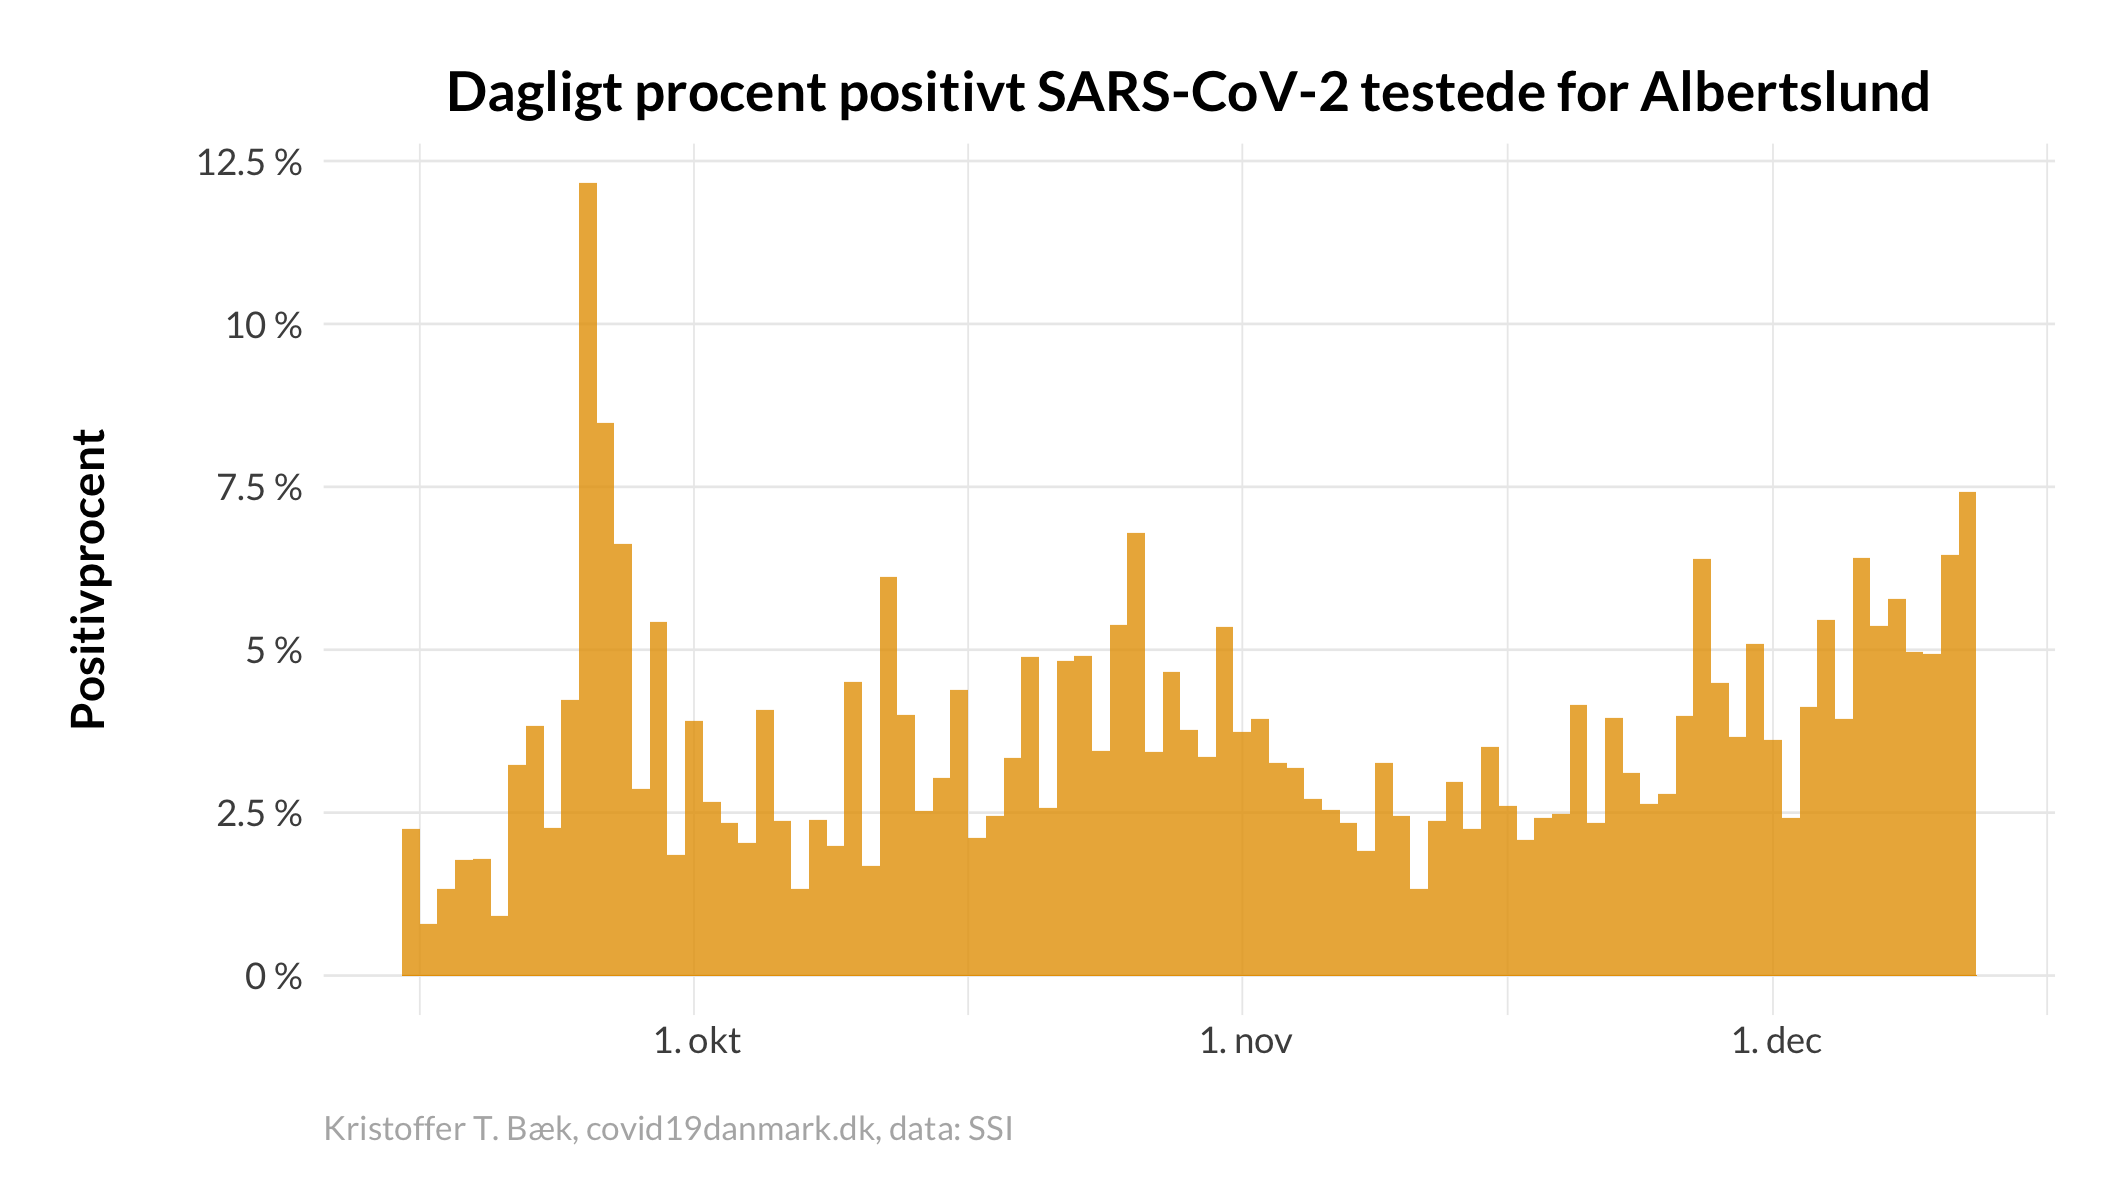 Dagligt procent positivt SARS-CoV-2 testede for Albertslund
Positivprocent
12.5 %
10 %
7.5 %
5 %
2.5 %
0 %
1. okt
1. nov
1. dec
Kristoffer T. Bæk, covid19danmark.dk, data: SSI